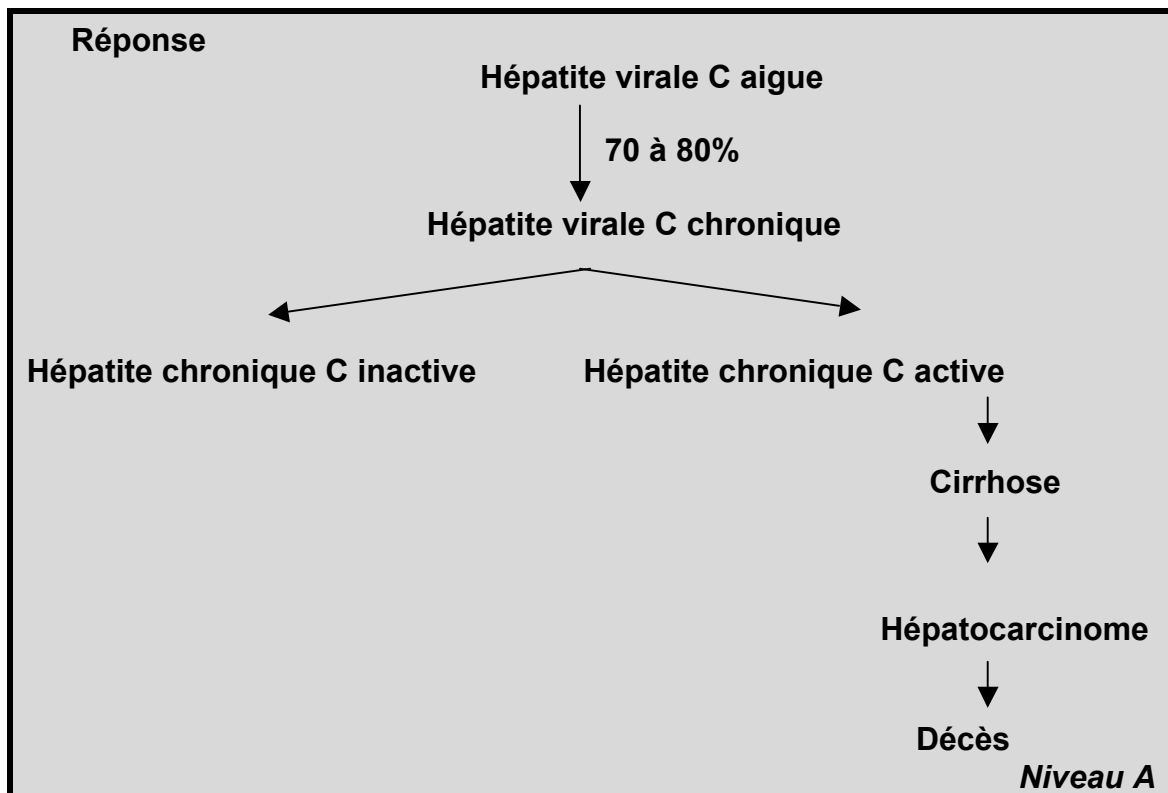 Réponse
Hépatite virale C aigue
70 à 80%
Hépatite virale C chronique
Hépatite chronique C inactive Hépatite chronique C active
Cirrhose
Hépatocarcinome
Décès
Niveau A